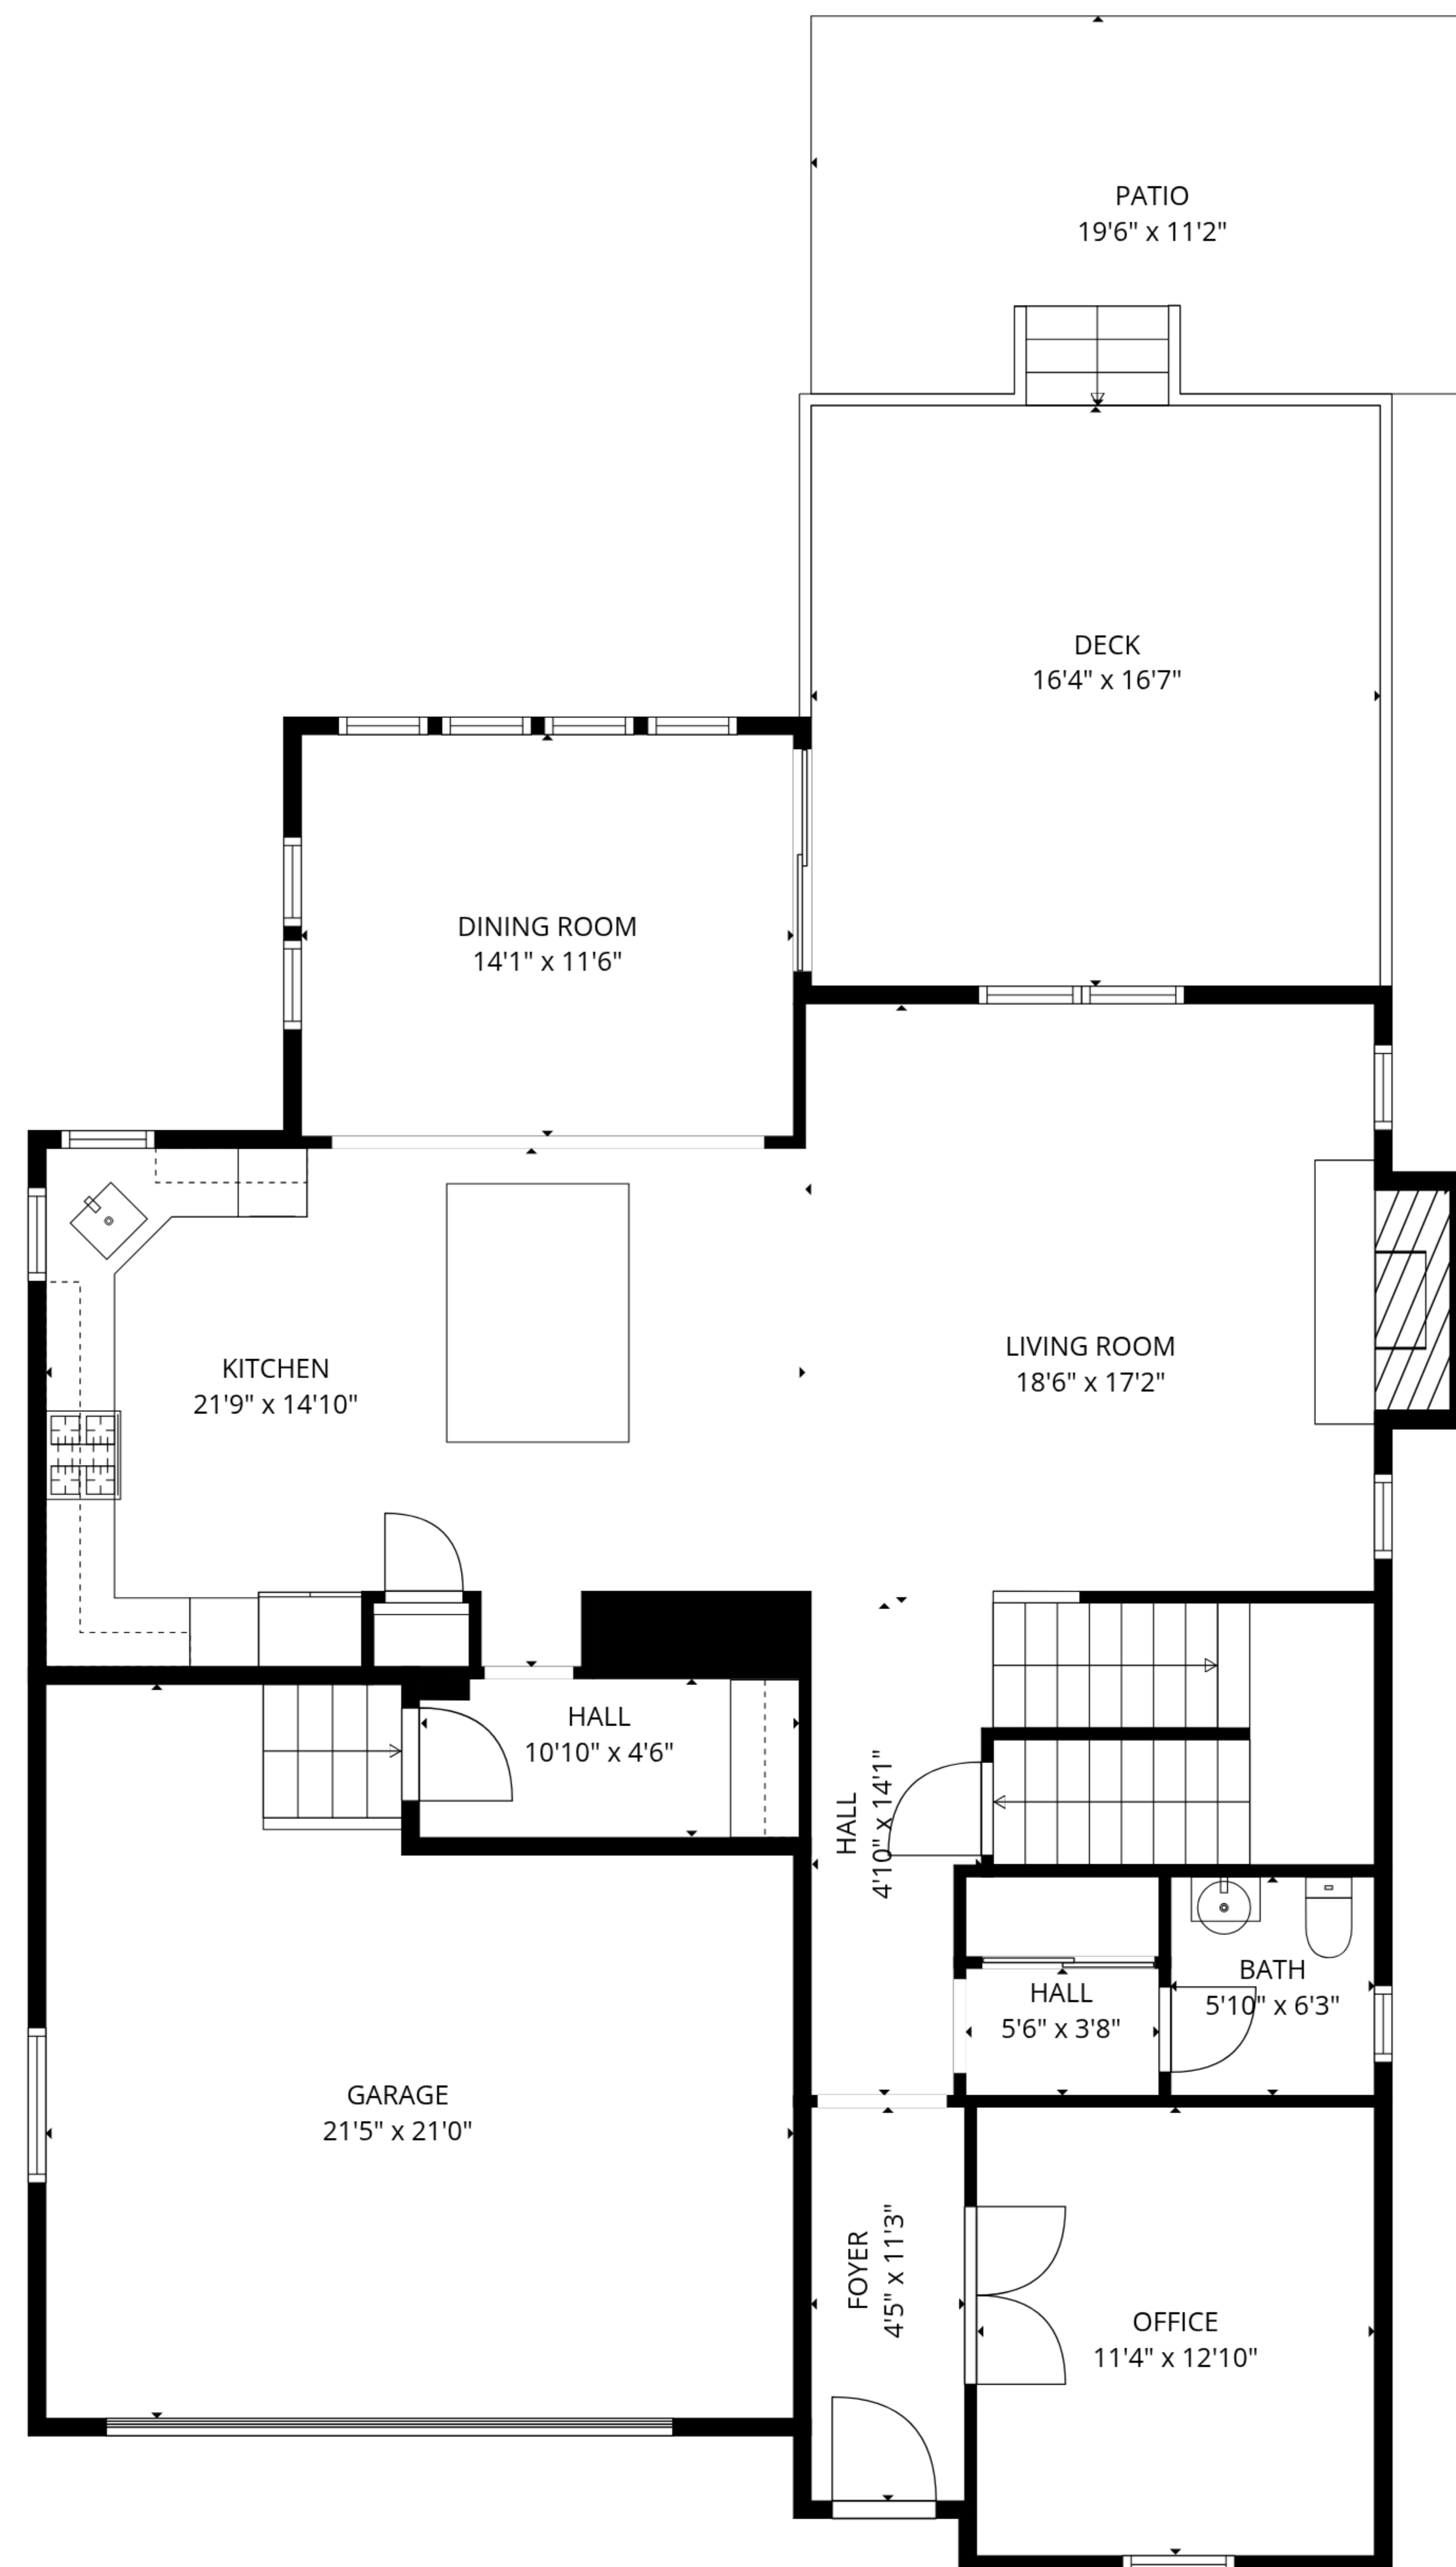 PATIO
19'6" x 11'2"
DECK
16'4" x 16'7"
DINING ROOM
14'1" x 11'6"
LIVING ROOM
18'6" x 17'2"
KITCHEN
21'9" x 14'10"
HALL
10'10" x 4'6"
HALL
4'10" x 14'1"
BATH
5'10" x 6'3"
HALL
5'6" x 3'8"
GARAGE
21'5" x 21'0"
FOYER
4'5" x 11'3"
OFFICE
11'4" x 12'10"